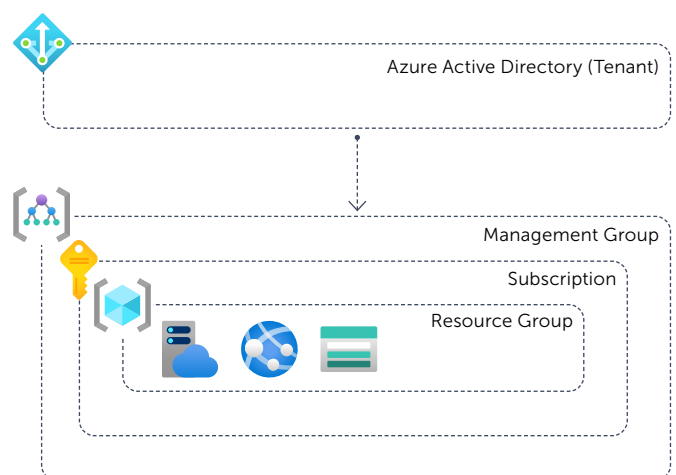 Azure Active Directory (Tenant)
Management Group
Subscription
Resource Group